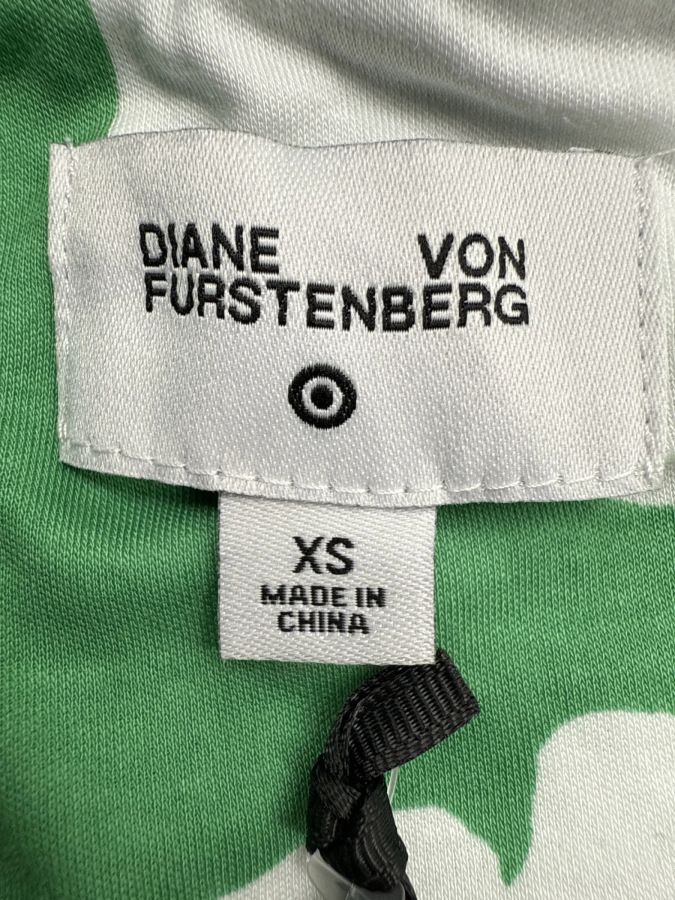 DIANE VON
FURSTENBERG
XS
MADE IN
CHINA